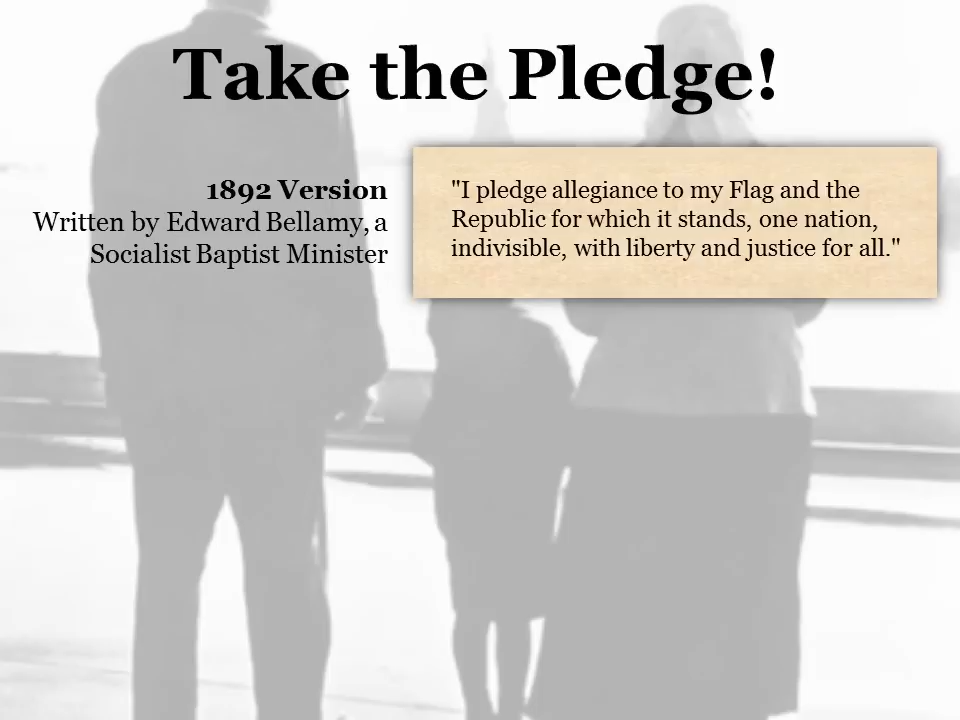 Take the Pledge!
1892 Version
Written by Edward Bellamy, a
Socialist Baptist Minister
"I pledge allegiance to my Flag and the
Republic for which it stands, one nation,
indivisible, with liberty and justice for all."